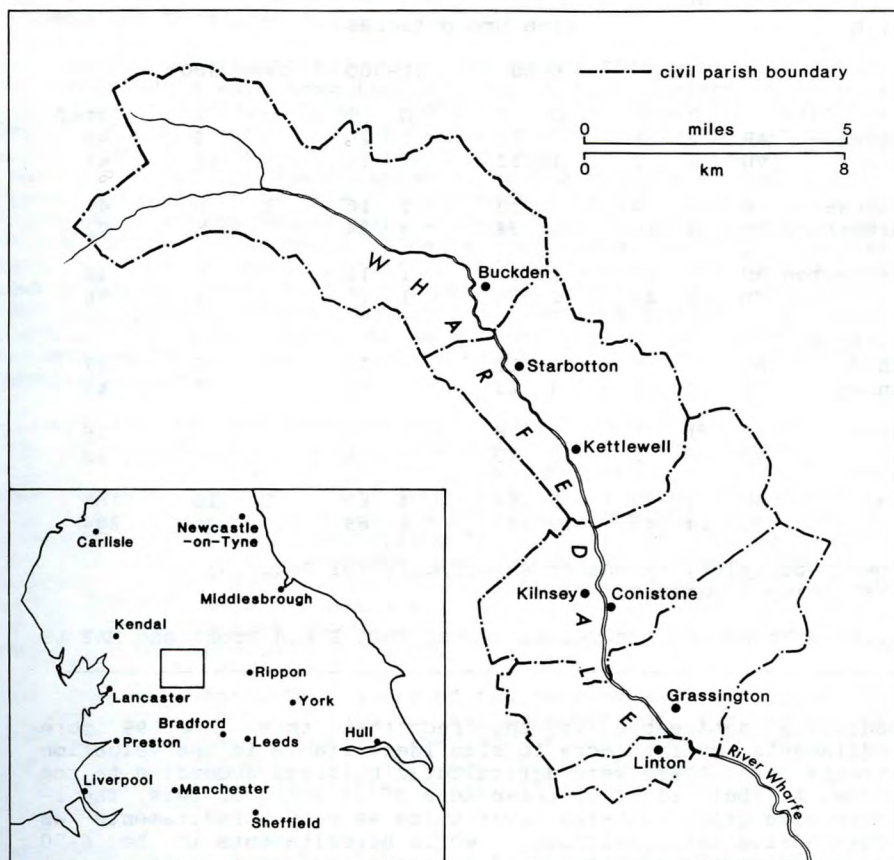 civil parish boundary
0 miles 5
0 km 8
Buckden
WHARFEDALE
Starbotton
Kettlewell
Kilnsey
Conistone
Grassington
Linton
River Wharfe
Newcastle
-on-Tyne
Carlisle
Middlesbrough
Kendal
Rippon
Lancaster
York
Bradford
Preston
Leeds
Hull
Liverpool
Manchester
Sheffield